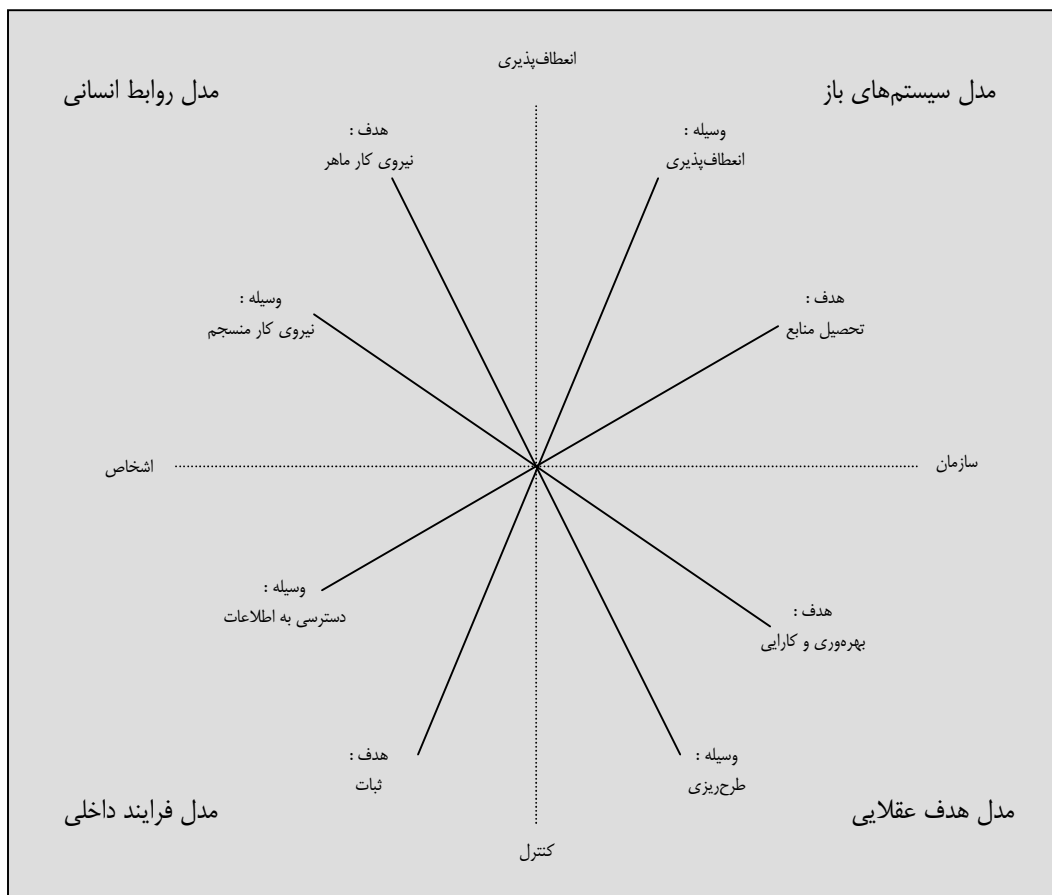 انعطاف‌پذیری
مدل سیستم‌های باز
مدل روابط انسانی
وسیله :
انعطاف‌پذیری
هدف :
نیروی کار ماهر
هدف :
تحصیل منابع
وسیله :
نیروی کار منسجم
سازمان
اشخاص
هدف :
بهره‌وری و کارایی
وسیله :
دسترسی به اطلاعات
وسیله :
طرح‌ریزی
هدف :
ثبات
مدل هدف عقلایی
مدل فرایند داخلی
کنترل